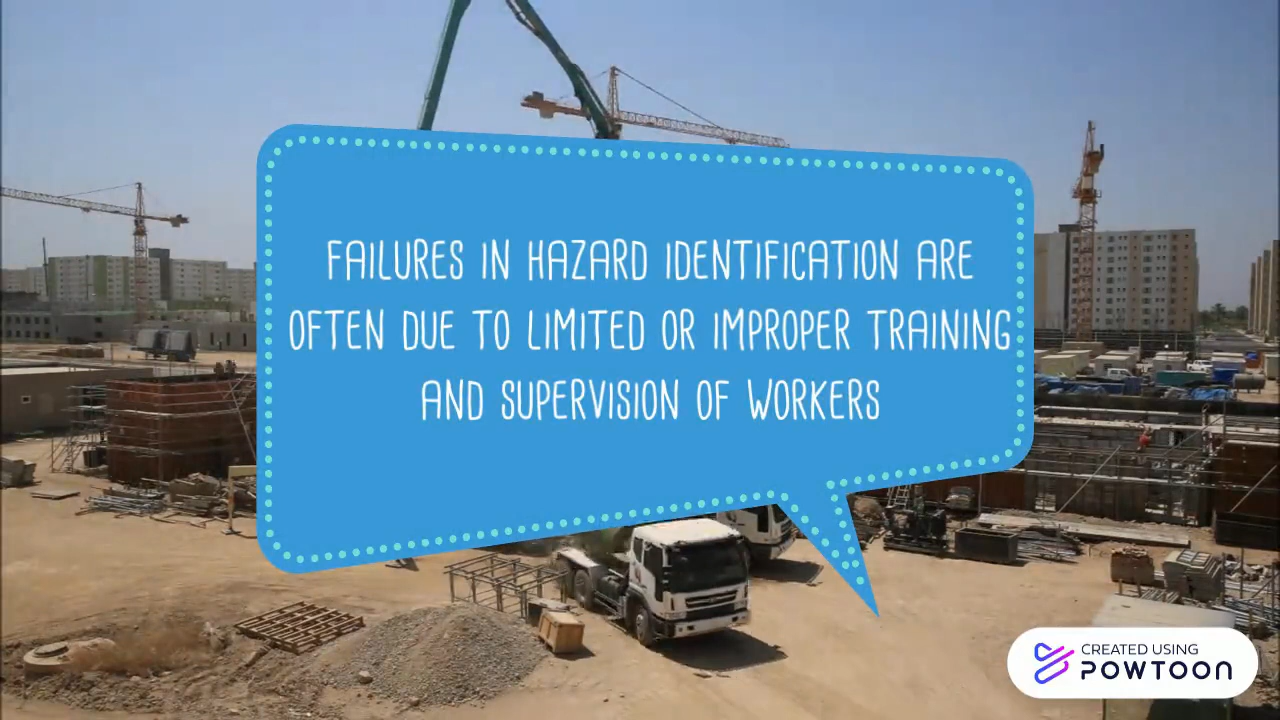 FAILURES IN HAZARD IDENTIFICATION ARE
OFTEN DUE TO LIMITED OR IMPROPER TRAINING
AND SUPERVISION OF WORKERS
CREATED USING
POWTOON